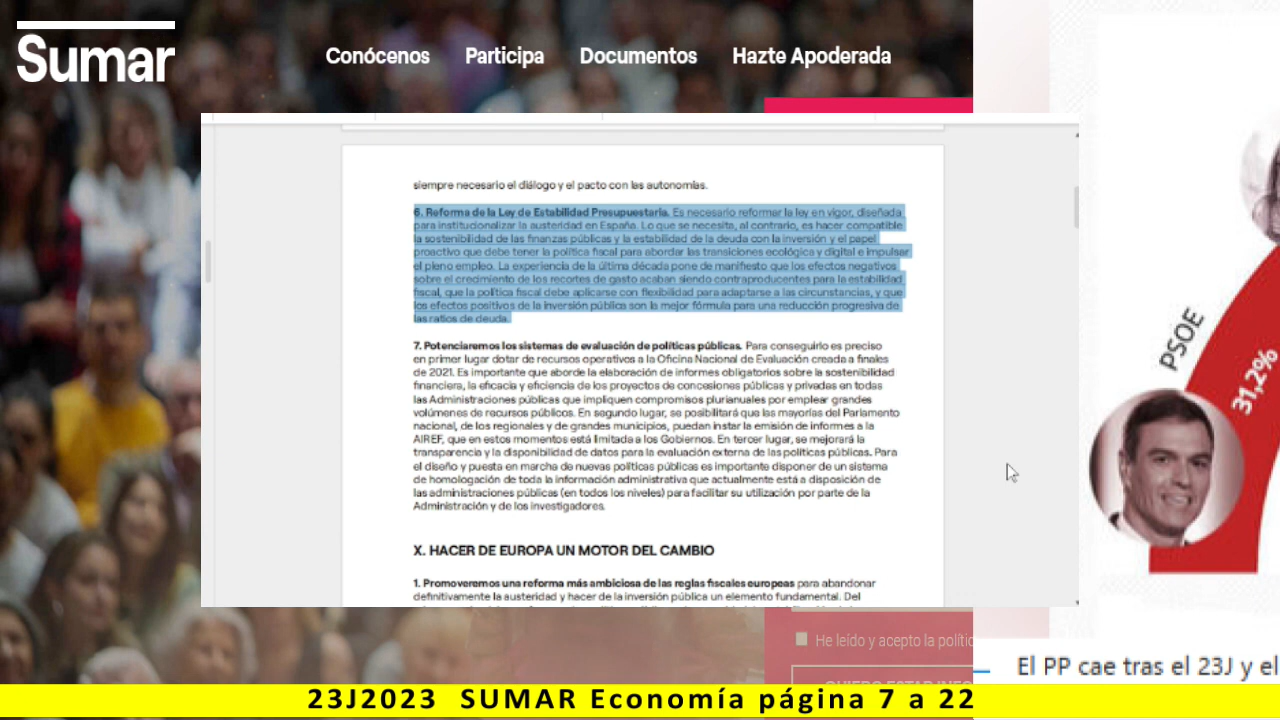 Sumar
Conócenos Participa Documentos Hazte Apoderada
siempre necesario el diálogo y el pacto con las autonomías.
6. Reforma de la Ley de Estabilidad Presupuestaria. Es necesario reformar la ley en vigor, diseñada
para institucionalizar la austeridad en España. Lo que se necesita, al contrario, es hacer compatible
la sostenibilidad de las finanzas públicas y la estabilidad de la deuda con la inversión y el papel
proactivo que debe tener la política fiscal para abordar las transiciones ecológica y digital e impulsar
el pleno empleo. La experiencia de la última década pone de manifiesto que los efectos negativos
sobre el crecimiento de los recortes de gasto acaban siendo contraproducentes para la estabilidad
fiscal, que la política fiscal debe aplicarse con flexibilidad para adaptarse a las circunstancias, y que
los efectos positivos de la inversión pública son la mejor fórmula para una reducción progresiva de
las ratios de deuda.
7. Potenciaremos los sistemas de evaluación de políticas públicas. Para conseguirlo es preciso
en primer lugar dotar de recursos operativos a la Oficina Nacional de Evaluación creada a finales
de 2021. Es importante que aborde la elaboración de informes obligatorios sobre la sostenibilidad
financiera, la eficacia y eficiencia de los proyectos de concesiones públicas y privadas en todas
las Administraciones públicas que impliquen compromisos plurianuales por emplear grandes
volúmenes de recursos públicos. En segundo lugar, se posibilitará que las mayorías del Parlamento
nacional, de los regionales y de grandes municipios, puedan instar la emisión de informes a la
AIREF, que en estos momentos está limitada a los Gobiernos. En tercer lugar, se mejorará la
transparencia y la disponibilidad de datos para la evaluación externa de las políticas públicas. Para
el diseño y puesta en marcha de nuevas políticas públicas es importante disponer de un sistema
de homologación de toda la información administrativa que actualmente está a disposición de
las administraciones públicas (en todos los niveles) para facilitar su utilización por parte de la
Administración y de los investigadores.
X. HACER DE EUROPA UN MOTOR DEL CAMBIO
1. Promoveremos una reforma más ambiciosa de las reglas fiscales europeas para abandonar
definitivamente la austeridad y hacer de la inversión pública un elemento fundamental. Del
PSOE
31,2%
He leído y acepto la polític
El PP cae tras el 23J y el
23J2023 SUMAR Economía página 7 a 22